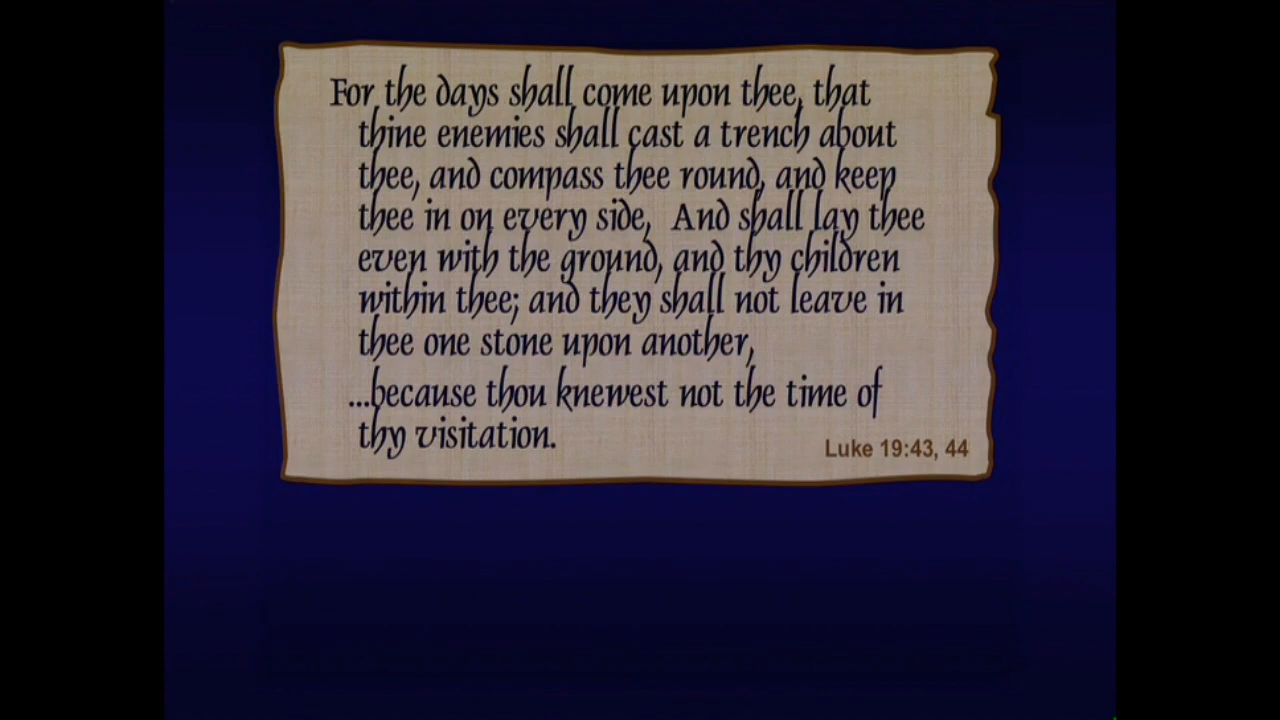 For the days shall come upon thee, that
thine enemies shall cast a trench about
thee, and compass thee round, and keep
thee in on every side, And shall lay thee
even with the ground, and thy children
within thee; and they shall not leave in
thee one stone upon another,
...because thou knewest not the time of
thy visitation.
Luke 19:43, 44